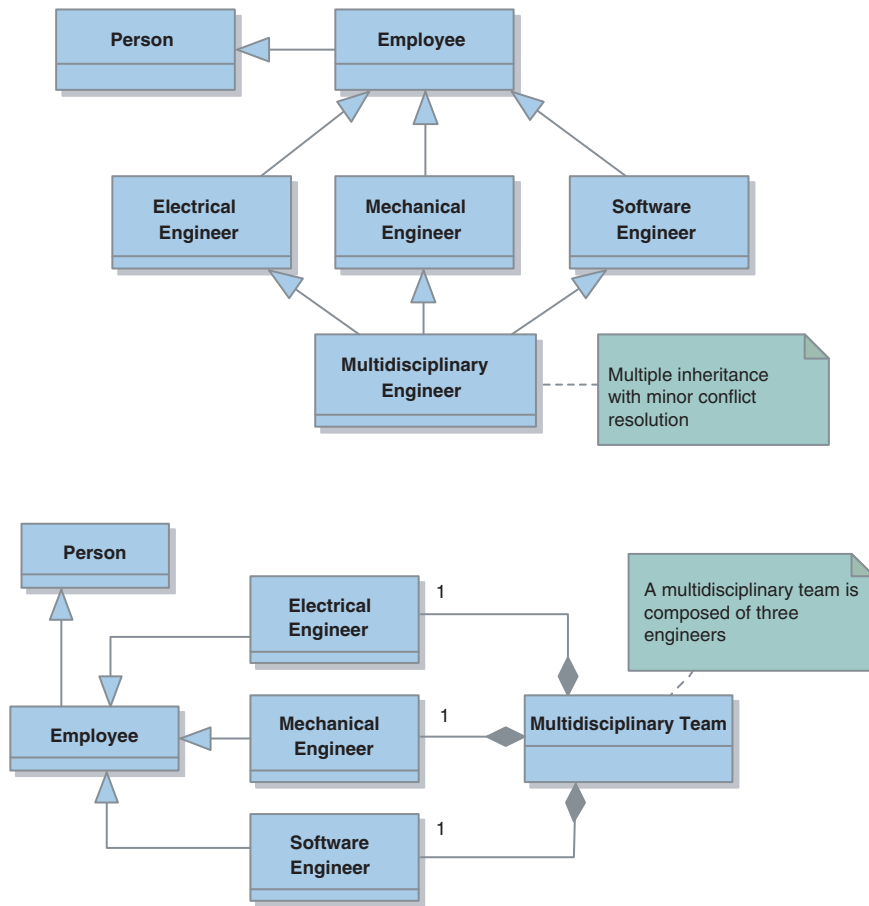 Person
Employee
Electrical
Engineer
Mechanical
Engineer
Software
Engineer
Multidisciplinary
Engineer
Multiple inheritance
with minor conflict
resolution
Person
Electrical
Engineer
1
A multidisciplinary team is
composed of three
engineers
Employee
Mechanical
Engineer
1
Multidisciplinary Team
Software
Engineer
1